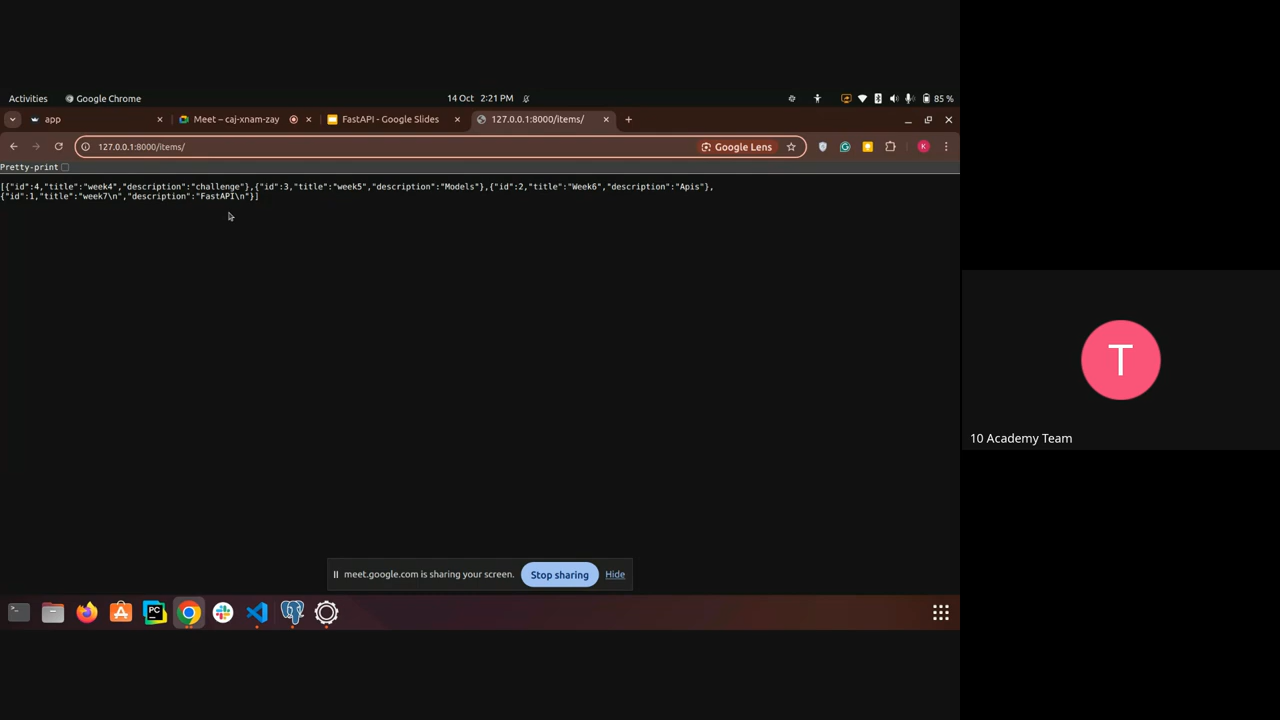 Activities
Google Chrome
14 Oct 2:21 PM
85 %
app
Meet – caj-xnam-zay
FastAPI - Google Slides
127.0.0.1:8000/items/
127.0.0.1:8000/items/
Google Lens
K
Pretty-print
[{"id":4,"title":"week4","description":"challenge"},{"id":3,"title":"week5","description":"Models"},{"id":2,"title":"Week6","description":"Apis"},
{"id":1,"title":"week7\n","description":"FastAPI\n"}]
T
10 Academy Team
meet.google.com is sharing your screen.
Stop sharing
Hide
PC